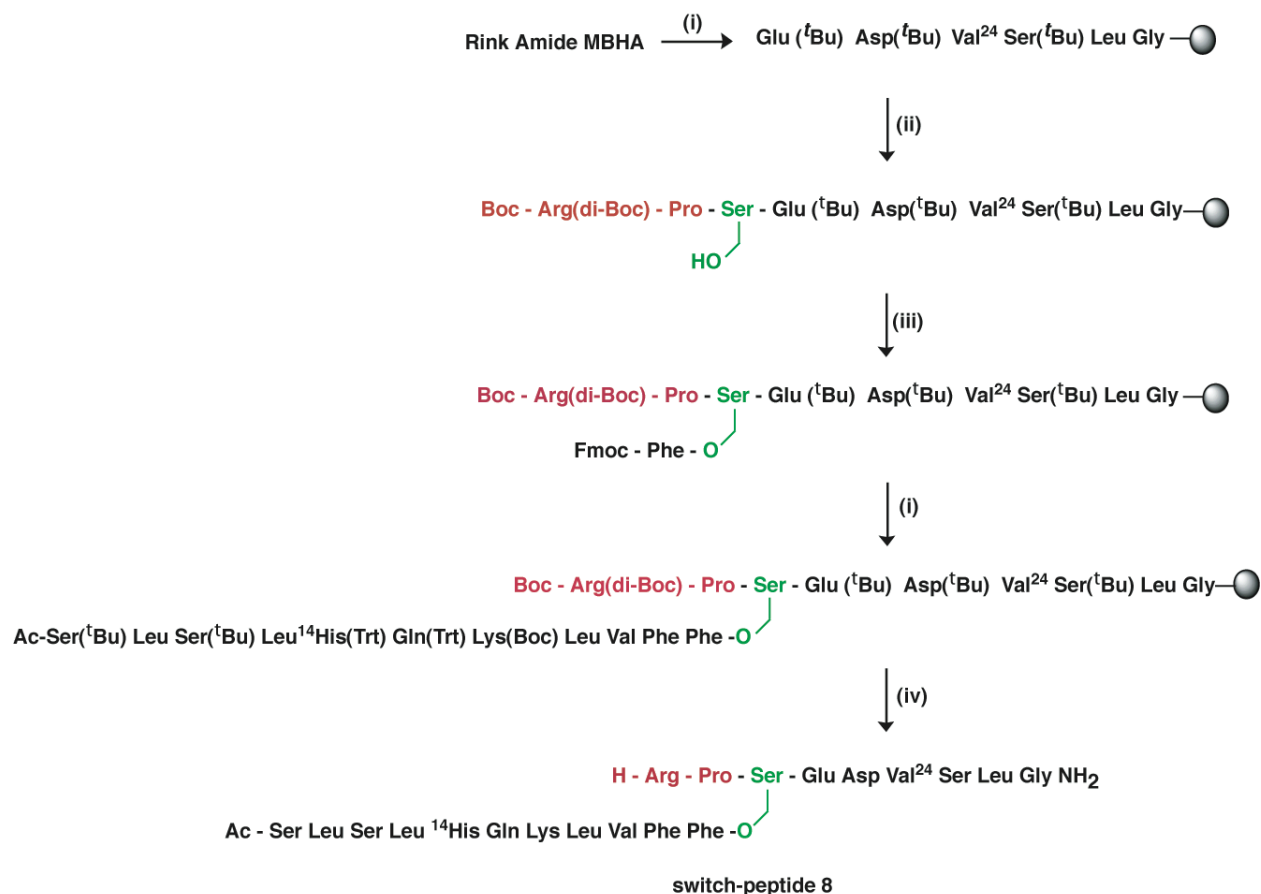 (i)
Rink Amide MBHA Glu (ᵗBu) Asp(ᵗBu) Val²⁴ Ser(ᵗBu) Leu Gly
(ii)
Boc - Arg(di-Boc) - Pro - Ser - Glu (ᵗBu) Asp(ᵗBu) Val²⁴ Ser(ᵗBu) Leu Gly
HO
(iii)
Boc - Arg(di-Boc) - Pro - Ser - Glu (ᵗBu) Asp(ᵗBu) Val²⁴ Ser(ᵗBu) Leu Gly
Fmoc - Phe - O
(i)
Boc - Arg(di-Boc) - Pro - Ser - Glu (ᵗBu) Asp(ᵗBu) Val²⁴ Ser(ᵗBu) Leu Gly
Ac-Ser(ᵗBu) Leu Ser(ᵗBu) Leu¹⁴His(Trt) Gln(Trt) Lys(Boc) Leu Val Phe Phe -O
(iv)
H - Arg - Pro - Ser - Glu Asp Val²⁴ Ser Leu Gly NH₂
Ac - Ser Leu Ser Leu ¹⁴His Gln Lys Leu Val Phe Phe -O
switch-peptide 8